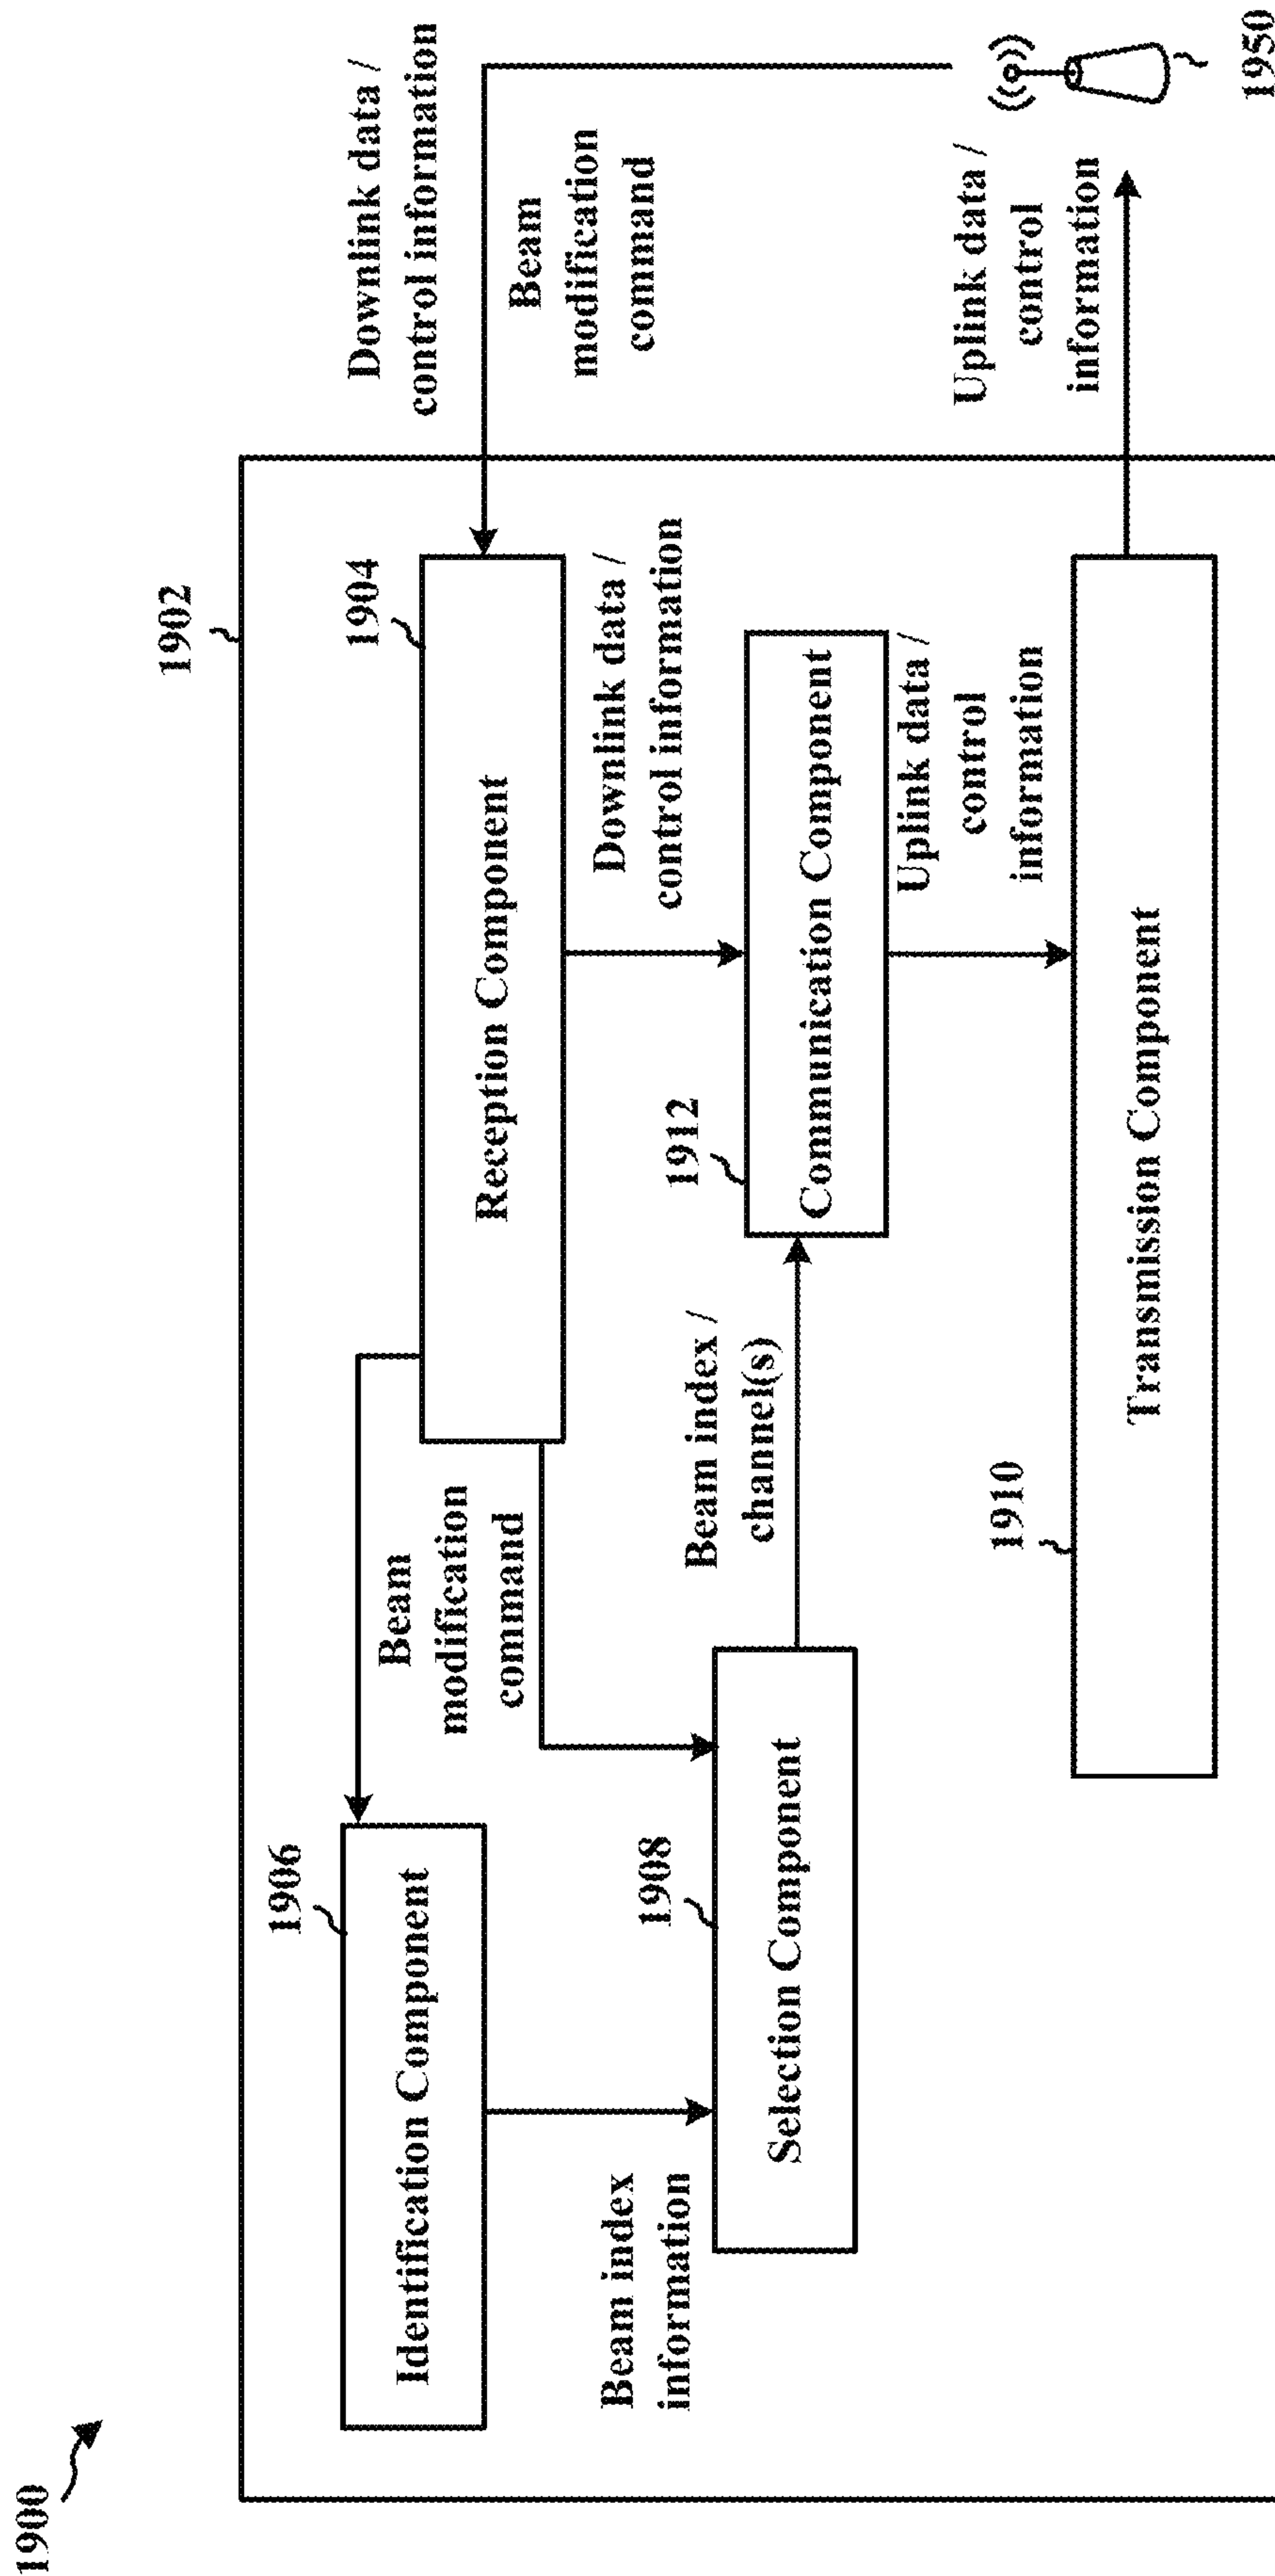 1900
1902
Downlink data /
control information
1904
Reception Component
Beam
modification
command
1906
Identification Component
Beam
modification
command
Downlink data /
control information
Beam index
information
1908
Selection Component
Beam index /
channel(s)
1912
Communication Component
Uplink data /
control
information
Uplink data /
control
information
1910
Transmission Component
1950